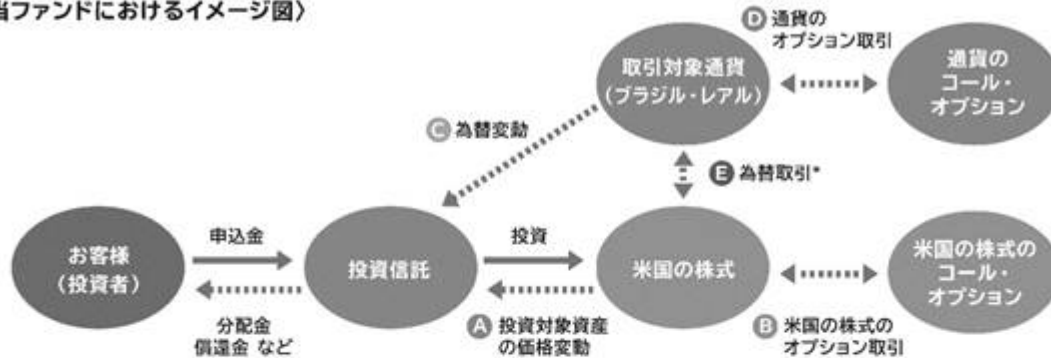 当ファンドにおけるイメージ図〉
D 通貨の
オプション取引
取引対象通貨
(ブラジル・レアル)
通貨の
コール・
オプション
C 為替変動
E 為替取引*
お客様
(投資者)
申込金
分配金
償還金 など
投資信託
投資
A 投資対象資産
の価格変動
米国の株式
B 米国の株式の
オプション取引
米国の株式の
コール・
オプション